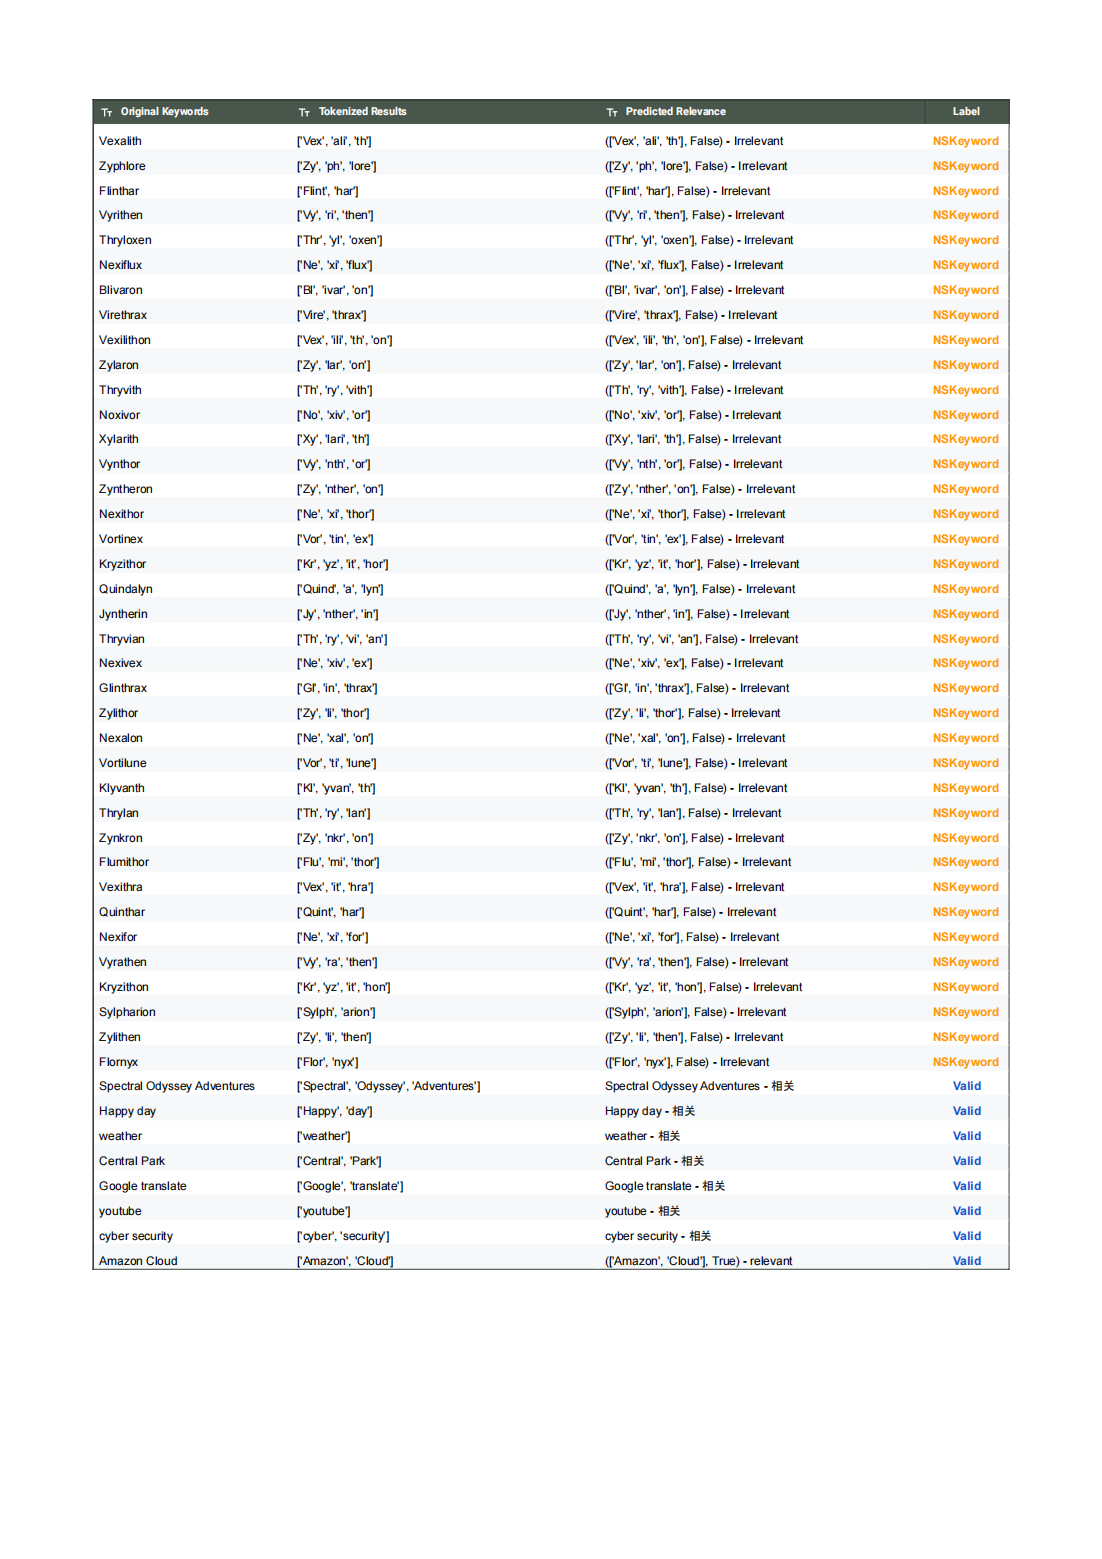 Original Keywords Tokenized Results Predicted Relevance Label
Vexalith ['Vex', 'ali', 'th'] (['Vex', 'ali', 'th'], False) - Irrelevant NSKeyword
Zyphlore ['Zy', 'ph', 'lore'] (['Zy', 'ph', 'lore'], False) - Irrelevant NSKeyword
Flinthar ['Flint', 'har'] (['Flint', 'har'], False) - Irrelevant NSKeyword
Vyrithen ['Vy', 'ri', 'then'] (['Vy', 'ri', 'then'], False) - Irrelevant NSKeyword
Thryloxen ['Thr', 'yl', 'oxen'] (['Thr', 'yl', 'oxen'], False) - Irrelevant NSKeyword
Nexiflux ['Ne', 'xi', 'flux'] (['Ne', 'xi', 'flux'], False) - Irrelevant NSKeyword
Blivaron ['Bl', 'ivar', 'on'] (['Bl', 'ivar', 'on'], False) - Irrelevant NSKeyword
Virethrax ['Vire', 'thrax'] (['Vire', 'thrax'], False) - Irrelevant NSKeyword
Vexilithon ['Vex', 'ili', 'th', 'on'] (['Vex', 'ili', 'th', 'on'], False) - Irrelevant NSKeyword
Zylaron ['Zy', 'lar', 'on'] (['Zy', 'lar', 'on'], False) - Irrelevant NSKeyword
Thryvith ['Th', 'ry', 'vith'] (['Th', 'ry', 'vith'], False) - Irrelevant NSKeyword
Noxivor ['No', 'xiv', 'or'] (['No', 'xiv', 'or'], False) - Irrelevant NSKeyword
Xylarith ['Xy', 'lari', 'th'] (['Xy', 'lari', 'th'], False) - Irrelevant NSKeyword
Vynthor ['Vy', 'nth', 'or'] (['Vy', 'nth', 'or'], False) - Irrelevant NSKeyword
Zyntheron ['Zy', 'nther', 'on'] (['Zy', 'nther', 'on'], False) - Irrelevant NSKeyword
Nexithor ['Ne', 'xi', 'thor'] (['Ne', 'xi', 'thor'], False) - Irrelevant NSKeyword
Vortinex ['Vor', 'tin', 'ex'] (['Vor', 'tin', 'ex'], False) - Irrelevant NSKeyword
Kryzithor ['Kr', 'yz', 'it', 'hor'] (['Kr', 'yz', 'it', 'hor'], False) - Irrelevant NSKeyword
Quindalyn ['Quind', 'a', 'lyn'] (['Quind', 'a', 'lyn'], False) - Irrelevant NSKeyword
Jyntherin ['Jy', 'nther', 'in'] (['Jy', 'nther', 'in'], False) - Irrelevant NSKeyword
Thryvian ['Th', 'ry', 'vi', 'an'] (['Th', 'ry', 'vi', 'an'], False) - Irrelevant NSKeyword
Nexivex ['Ne', 'xiv', 'ex'] (['Ne', 'xiv', 'ex'], False) - Irrelevant NSKeyword
Glinthrax ['Gl', 'in', 'thrax'] (['Gl', 'in', 'thrax'], False) - Irrelevant NSKeyword
Zylithor ['Zy', 'li', 'thor'] (['Zy', 'li', 'thor'], False) - Irrelevant NSKeyword
Nexalon ['Ne', 'xal', 'on'] (['Ne', 'xal', 'on'], False) - Irrelevant NSKeyword
Vortilune ['Vor', 'ti', 'lune'] (['Vor', 'ti', 'lune'], False) - Irrelevant NSKeyword
Klyvanth ['Kl', 'yvan', 'th'] (['Kl', 'yvan', 'th'], False) - Irrelevant NSKeyword
Thrylan ['Th', 'ry', 'lan'] (['Th', 'ry', 'lan'], False) - Irrelevant NSKeyword
Zynkron ['Zy', 'nkr', 'on'] (['Zy', 'nkr', 'on'], False) - Irrelevant NSKeyword
Flumithor ['Flu', 'mi', 'thor'] (['Flu', 'mi', 'thor'], False) - Irrelevant NSKeyword
Vexithra ['Vex', 'it', 'hra'] (['Vex', 'it', 'hra'], False) - Irrelevant NSKeyword
Quinthar ['Quint', 'har'] (['Quint', 'har'], False) - Irrelevant NSKeyword
Nexifor ['Ne', 'xi', 'for'] (['Ne', 'xi', 'for'], False) - Irrelevant NSKeyword
Vyrathen ['Vy', 'ra', 'then'] (['Vy', 'ra', 'then'], False) - Irrelevant NSKeyword
Kryzithon ['Kr', 'yz', 'it', 'hon'] (['Kr', 'yz', 'it', 'hon'], False) - Irrelevant NSKeyword
Sylpharion ['Sylph', 'arion'] (['Sylph', 'arion'], False) - Irrelevant NSKeyword
Zylithen ['Zy', 'li', 'then'] (['Zy', 'li', 'then'], False) - Irrelevant NSKeyword
Flornyx ['Flor', 'nyx'] (['Flor', 'nyx'], False) - Irrelevant NSKeyword
Spectral Odyssey Adventures ['Spectral', 'Odyssey', 'Adventures'] Spectral Odyssey Adventures - 相关 Valid
Happy day ['Happy', 'day'] Happy day - 相关 Valid
weather ['weather'] weather - 相关 Valid
Central Park ['Central', 'Park'] Central Park - 相关 Valid
Google translate ['Google', 'translate'] Google translate - 相关 Valid
youtube ['youtube'] youtube - 相关 Valid
cyber security ['cyber', 'security'] cyber security - 相关 Valid
Amazon Cloud ['Amazon', 'Cloud'] (['Amazon', 'Cloud'], True) - relevant Valid